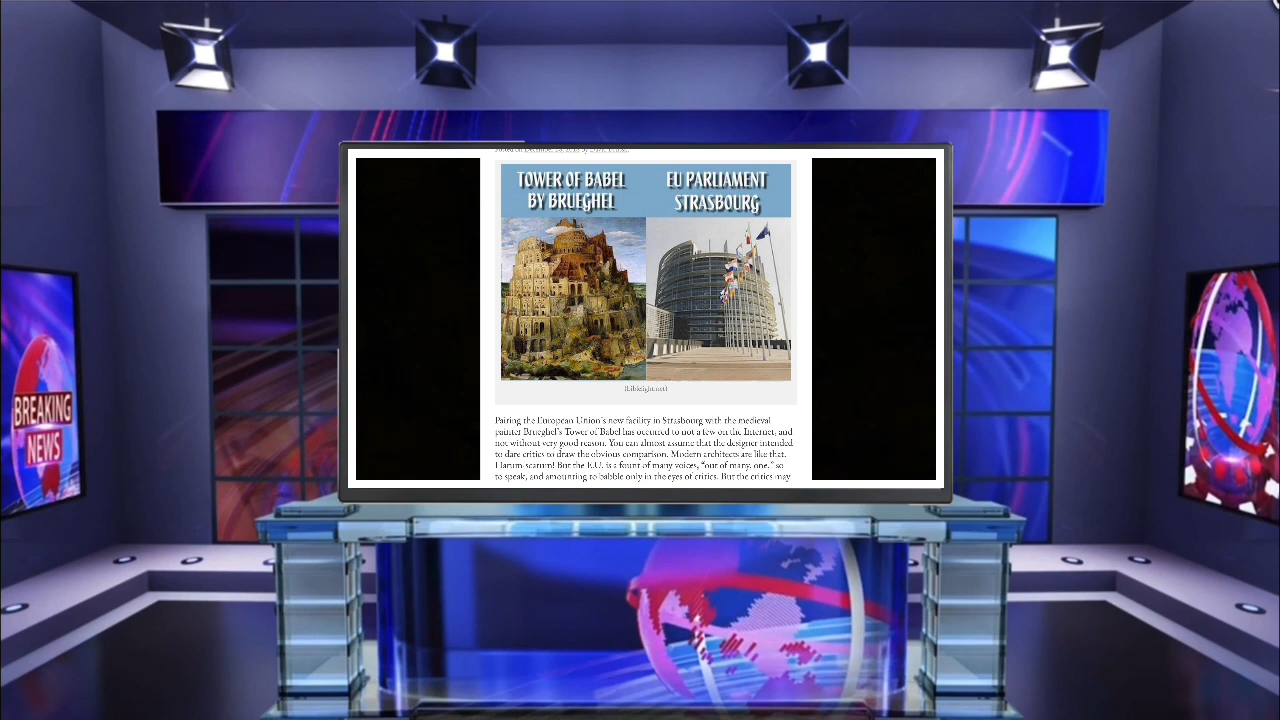 TOWER OF BABEL
BY BRUEGHEL
EU PARLIAMENT
STRASBOURG
Pairing the European Union's new facility in Strasbourg with the medieval
painter Brueghel's Tower of Babel has occurred to not a few on the Internet, and
not without very good reason. You can almost assume that the designer intended
to dare critics to draw the obvious comparison. Modern architects are like that.
Harum-scarum! But the E.U. is a fount of many voices, "out of many, one," so
to speak, and amounting to babble only in the eyes of critics. But the critics may
BREAKING
NEWS